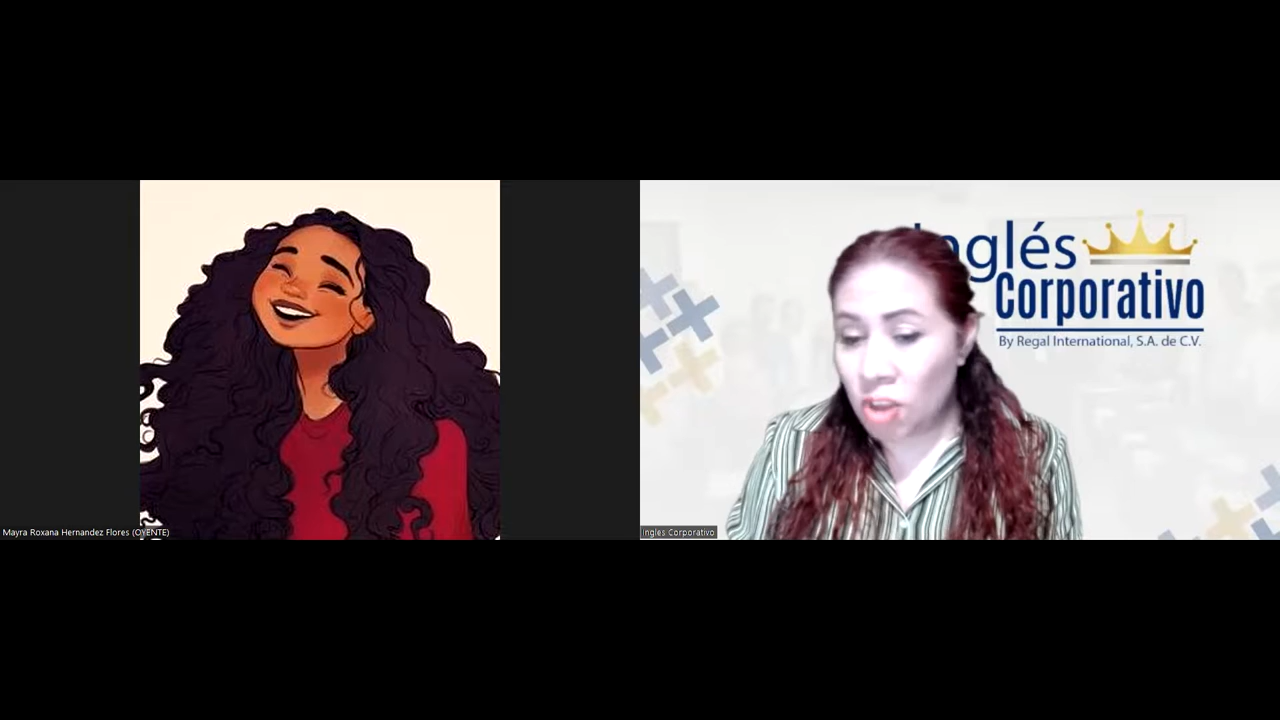 Inglés
Corporativo
By Regal International, S.A. de C.V.
Mayra Roxana Hernandez Flores (OYENTE)
Ingles Corporativo